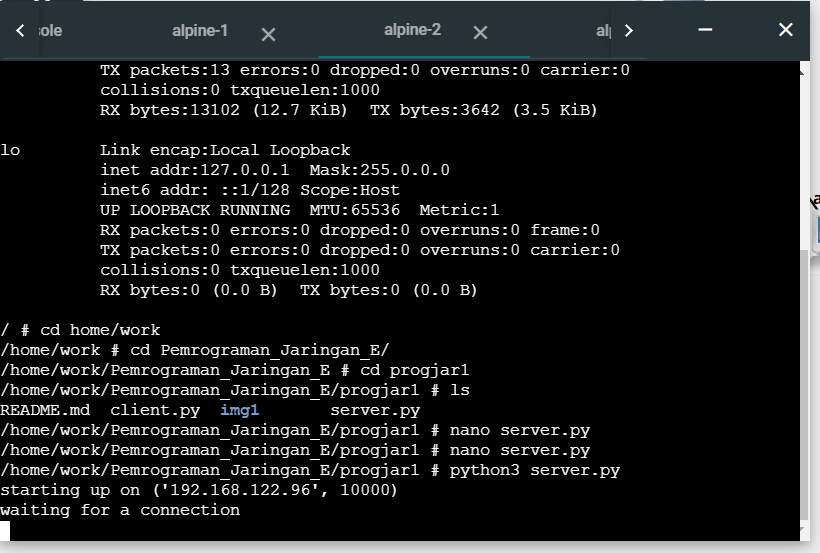 ole
alpine-1
alpine-2
TX packets:13 errors:0 dropped:0 overruns:0 carrier:0
collisions:0 txqueuelen:1000
RX bytes:13102 (12.7 KiB)  TX bytes:3642 (3.5 KiB)
lo        Link encap:Local Loopback
inet addr:127.0.0.1  Mask:255.0.0.0
inet6 addr: ::1/128 Scope:Host
UP LOOPBACK RUNNING  MTU:65536  Metric:1
RX packets:0 errors:0 dropped:0 overruns:0 frame:0
TX packets:0 errors:0 dropped:0 overruns:0 carrier:0
collisions:0 txqueuelen:1000
RX bytes:0 (0.0 B)  TX bytes:0 (0.0 B)
/ # cd home/work
/home/work # cd Pemrograman_Jaringan_E/
/home/work/Pemrograman_Jaringan_E # cd progjar1
/home/work/Pemrograman_Jaringan_E/progjar1 # ls
README.md  client.py  img1       server.py
/home/work/Pemrograman_Jaringan_E/progjar1 # nano server.py
/home/work/Pemrograman_Jaringan_E/progjar1 # nano server.py
/home/work/Pemrograman_Jaringan_E/progjar1 # python3 server.py
starting up on ('192.168.122.96', 10000)
waiting for a connection